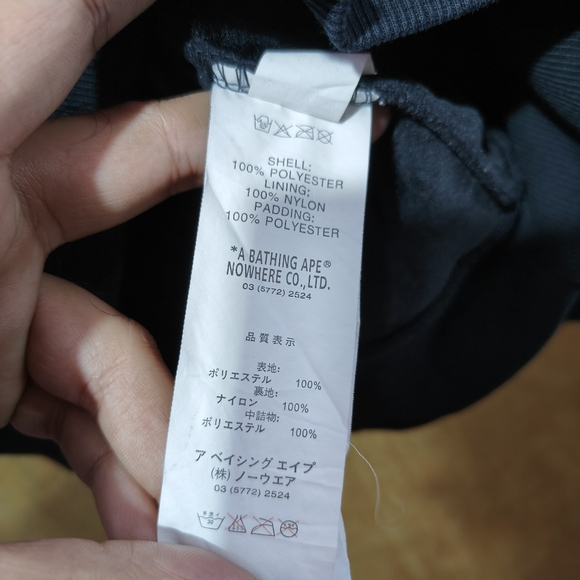 SHELL:
100% POLYESTER
LINING:
100% NYLON
PADDING:
100% POLYESTER
*A BATHING APE®
NOWHERE CO.,LTD.
03 (5772) 2524
品質表示
表地:
ポリエステル 100%
裏地:
ナイロン 100%
中詰物:
ポリエステル 100%
ア ベイシング エイプ
(株) ノーウエア
03 (5772) 2524